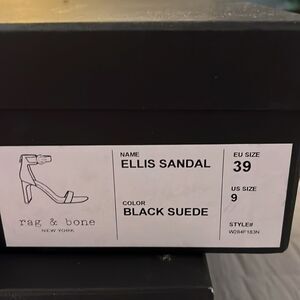 NAME
ELLIS SANDAL
EU SIZE
39
US SIZE
9
COLOR
BLACK SUEDE
STYLE#
W284F183N
rag & bone
NEW YORK